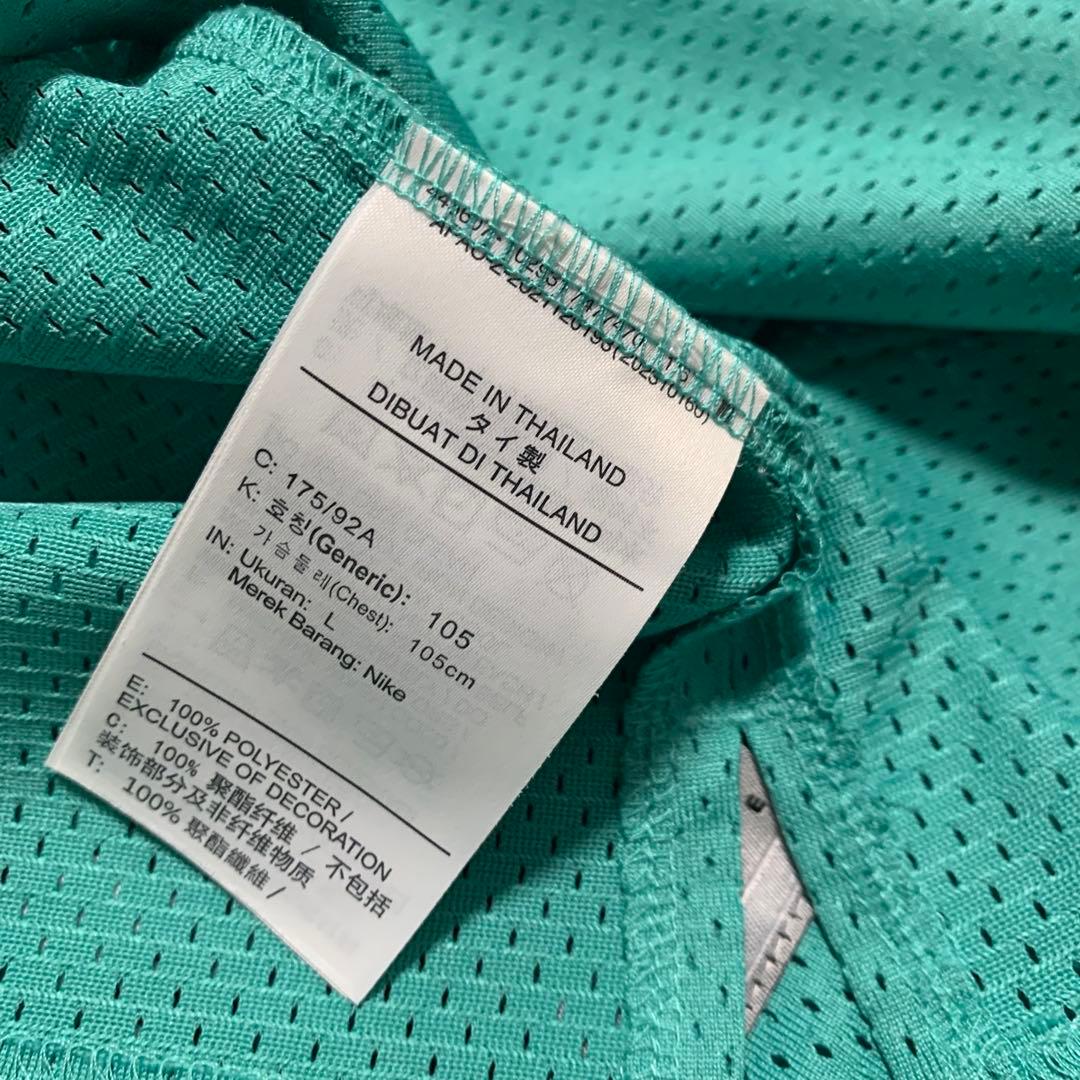 MADE IN THAILAND
タイ製
DIBUAT DI THAILAND
C: 175/92A
K: 호칭(Generic): 105
가슴둘레(Chest): 105cm
IN: Ukuran: L
Merek Barang: Nike
E: 100% POLYESTER /
EXCLUSIVE OF DECORATION
C: 100% 聚酯纤维 / 不包括
装饰部分及非纤维物质
T: 100% 聚酯纖維 /